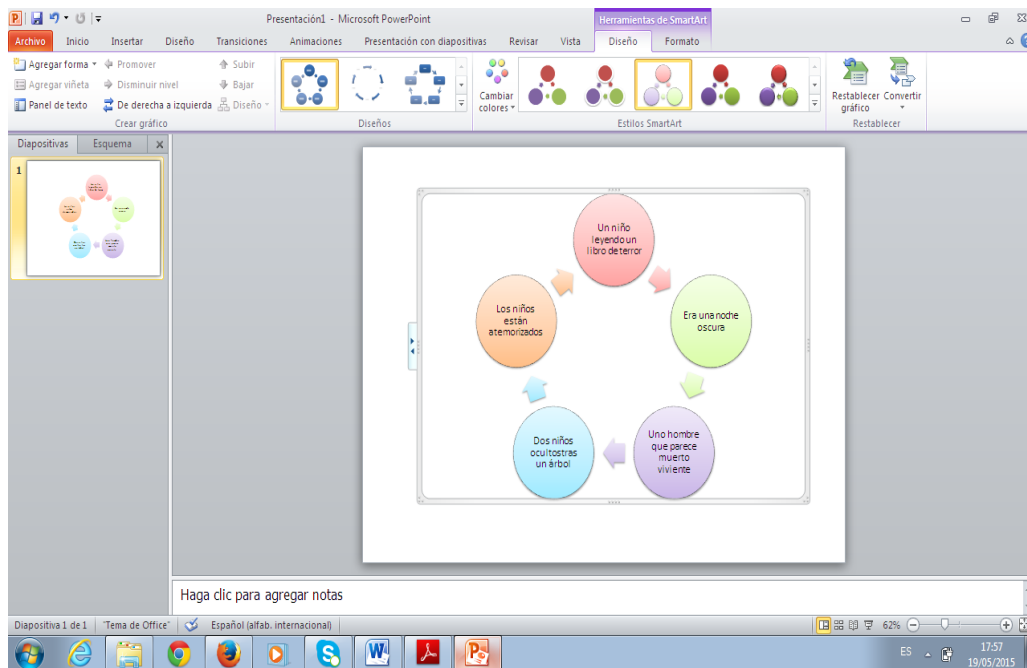 Presentación1 - Microsoft PowerPoint
Herramientas de SmartArt
Archivo Inicio Insertar Diseño Transiciones Animaciones Presentación con diapositivas Revisar Vista Diseño Formato
Agregar forma Promover Subir
Agregar viñeta Disminuir nivel Bajar
Panel de texto De derecha a izquierda Diseño
Cambiar
colores
Restablecer
gráfico
Convertir
Crear gráfico Diseños Estilos SmartArt Restablecer
Diapositivas Esquema
1
Un niño
leyendo un
libro de terror
Era una noche
oscura
Uno hombre
que parece
muerto
viviente
Dos niños
ocultostras
un árbol
Los niños
están
atemorizados
Haga clic para agregar notas
Diapositiva 1 de 1 "Tema de Office" Español (alfab. internacional) 62%
ES 17:57
19/05/2015